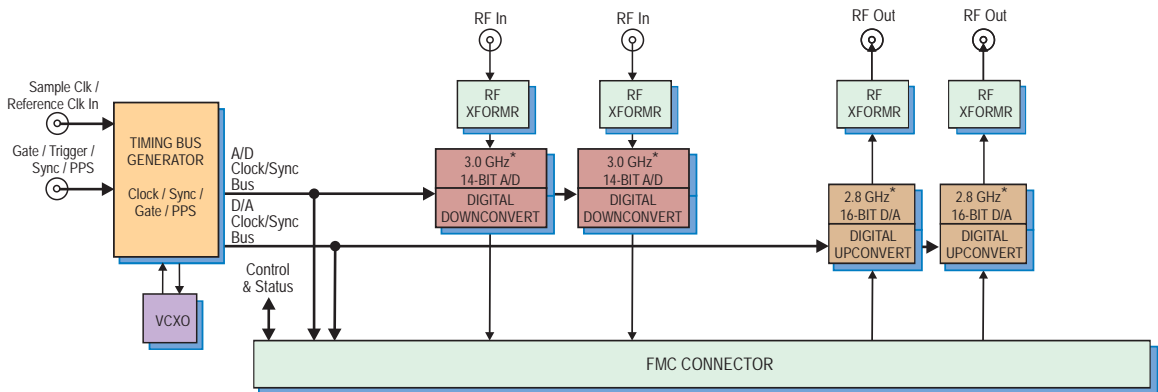 RF In
RF In
RF Out
RF Out
Sample Clk /
Reference Clk In
Gate / Trigger /
Sync / PPS
TIMING BUS
GENERATOR
Clock / Sync /
Gate / PPS
A/D
Clock/Sync
Bus
D/A
Clock/Sync
Bus
VCXO
Control
& Status
RF
XFORMR
RF
XFORMR
RF
XFORMR
RF
XFORMR
3.0 GHz*
14-BIT A/D
DIGITAL
DOWNCONVERT
3.0 GHz*
14-BIT A/D
DIGITAL
DOWNCONVERT
2.8 GHz*
16-BIT D/A
DIGITAL
UPCONVERT
2.8 GHz*
16-BIT D/A
DIGITAL
UPCONVERT
FMC CONNECTOR